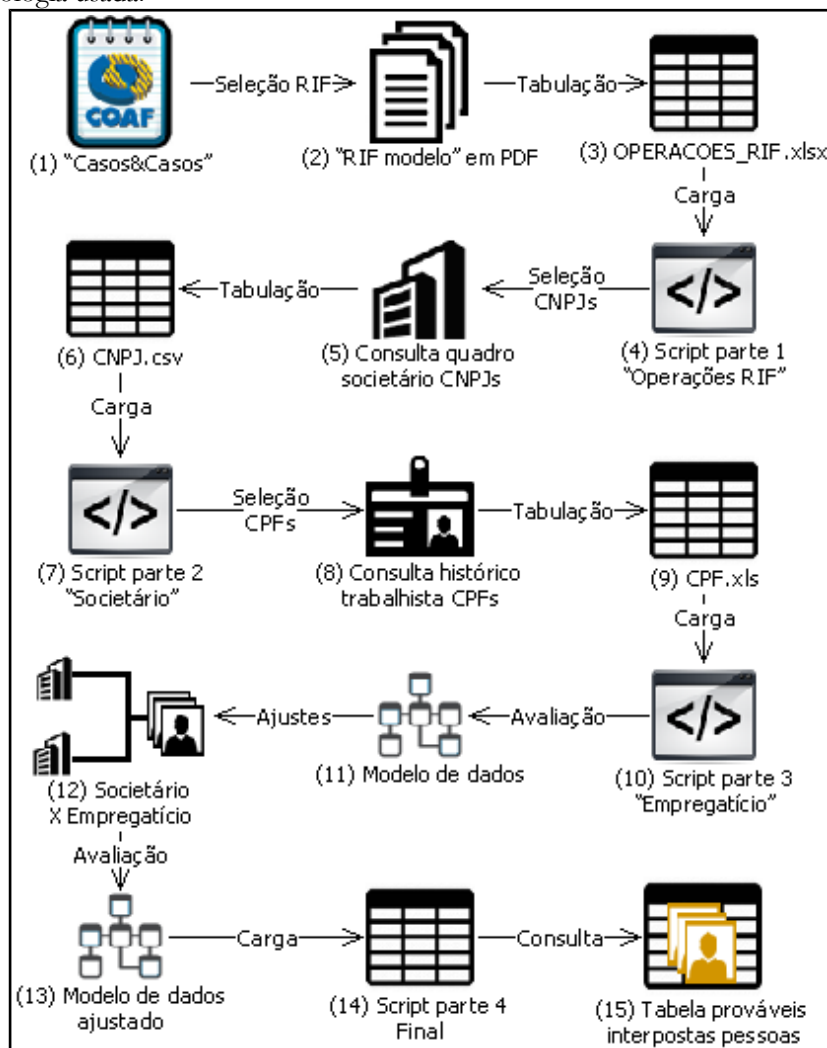 ologia usada.
COAF
Seleção RIF
Tabulação
(1) "Casos&Casos"
(2) "RIF modelo" em PDF
(3) OPERACOES_RIF.xlsx
Carga
Tabulação
Seleção
CNPJs
</>
(6) CNPJ.csv
(5) Consulta quadro
societário CNPJs
(4) Script parte 1
"Operações RIF"
Carga
</>
Seleção
CPFs
Tabulação
(7) Script parte 2
"Societário"
(8) Consulta histórico
trabalhista CPFs
(9) CPF.xls
Carga
Ajustes
Avaliação
</>
(12) Societário
X Empregatício
(11) Modelo de dados
(10) Script parte 3
"Empregatício"
Avaliação
Carga
Consulta
(13) Modelo de dados
ajustado
(14) Script parte 4
Final
(15) Tabela prováveis
interpostas pessoas